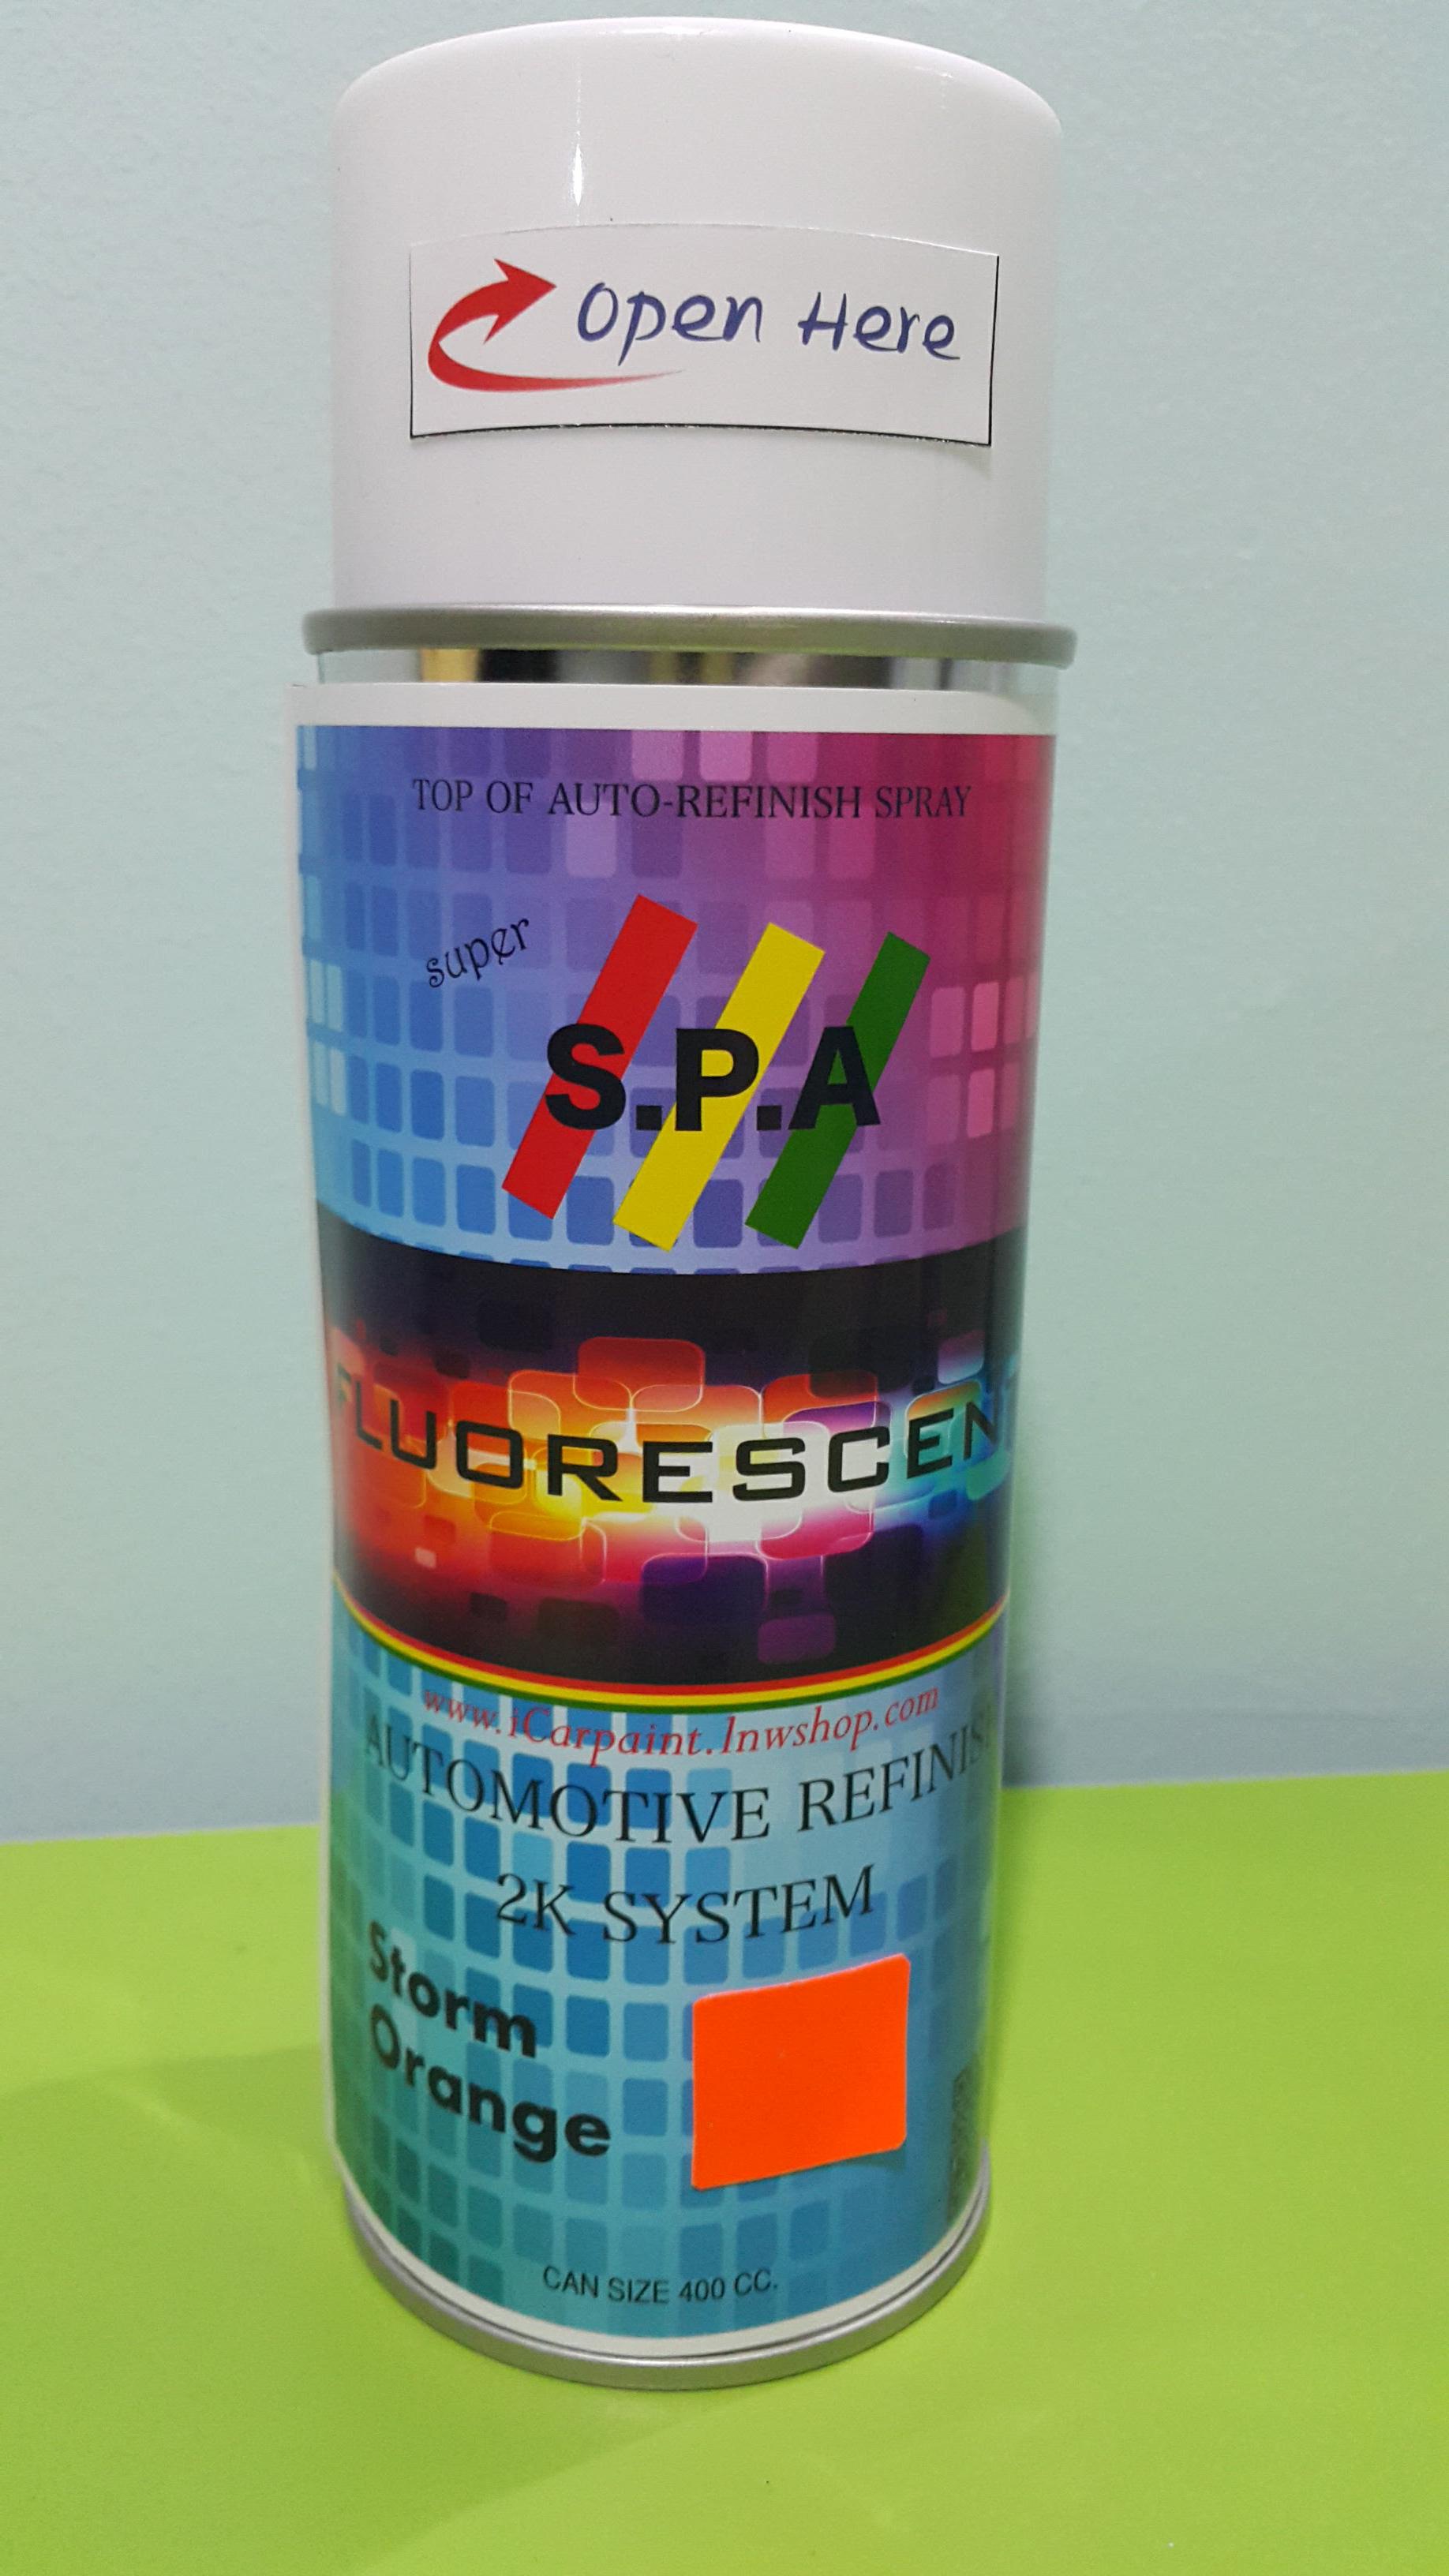 Open Here
TOP OF AUTO-REFINISH SPRAY
super
S.P.A
FLUORESCENT
www.iCarpaint.lnwshop.com
AUTOMOTIVE REFINIS
2K SYSTEM
Storm
Orange
CAN SIZE 400 CC.